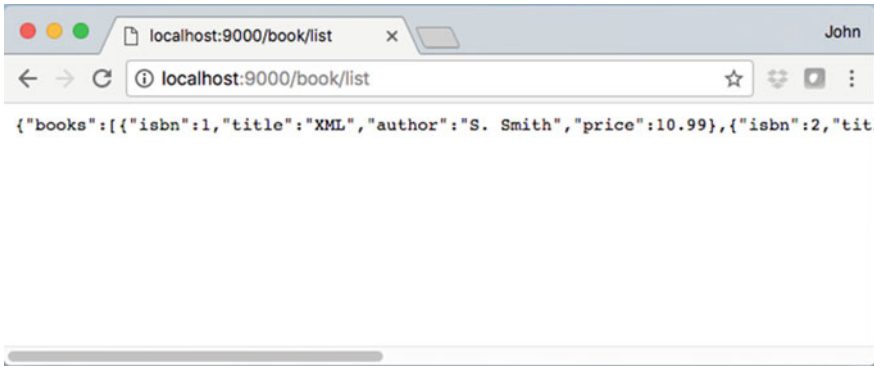 localhost:9000/book/list
John
localhost:9000/book/list
{"books":[{"isbn":1,"title":"XML","author":"S. Smith","price":10.99},{"isbn":2,"tit